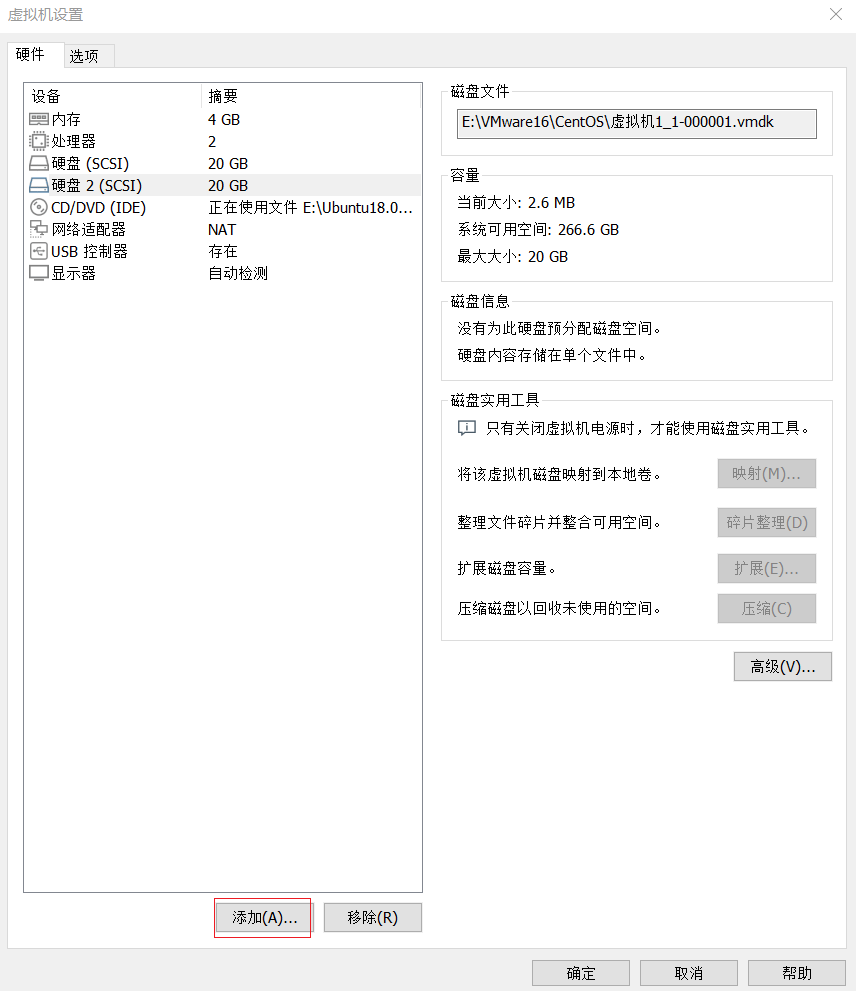 虚拟机设置
硬件 选项
设备 摘要
内存 4 GB
处理器 2
硬盘 (SCSI) 20 GB
硬盘 2 (SCSI) 20 GB
CD/DVD (IDE) 正在使用文件 E:\Ubuntu18.0...
网络适配器 NAT
USB 控制器 存在
显示器 自动检测
添加(A)... 移除(R)
磁盘文件
E:\VMware16\CentOS\虚拟机1_1-000001.vmdk
容量
当前大小: 2.6 MB
系统可用空间: 266.6 GB
最大大小: 20 GB
磁盘信息
没有为此硬盘预分配磁盘空间。
硬盘内容存储在单个文件中。
磁盘实用工具
只有关闭虚拟机电源时，才能使用磁盘实用工具。
将该虚拟机磁盘映射到本地卷。 映射(M)...
整理文件碎片并整合可用空间。 碎片整理(D)
扩展磁盘容量。 扩展(E)...
压缩磁盘以回收未使用的空间。 压缩(C)
高级(V)...
确定 取消 帮助